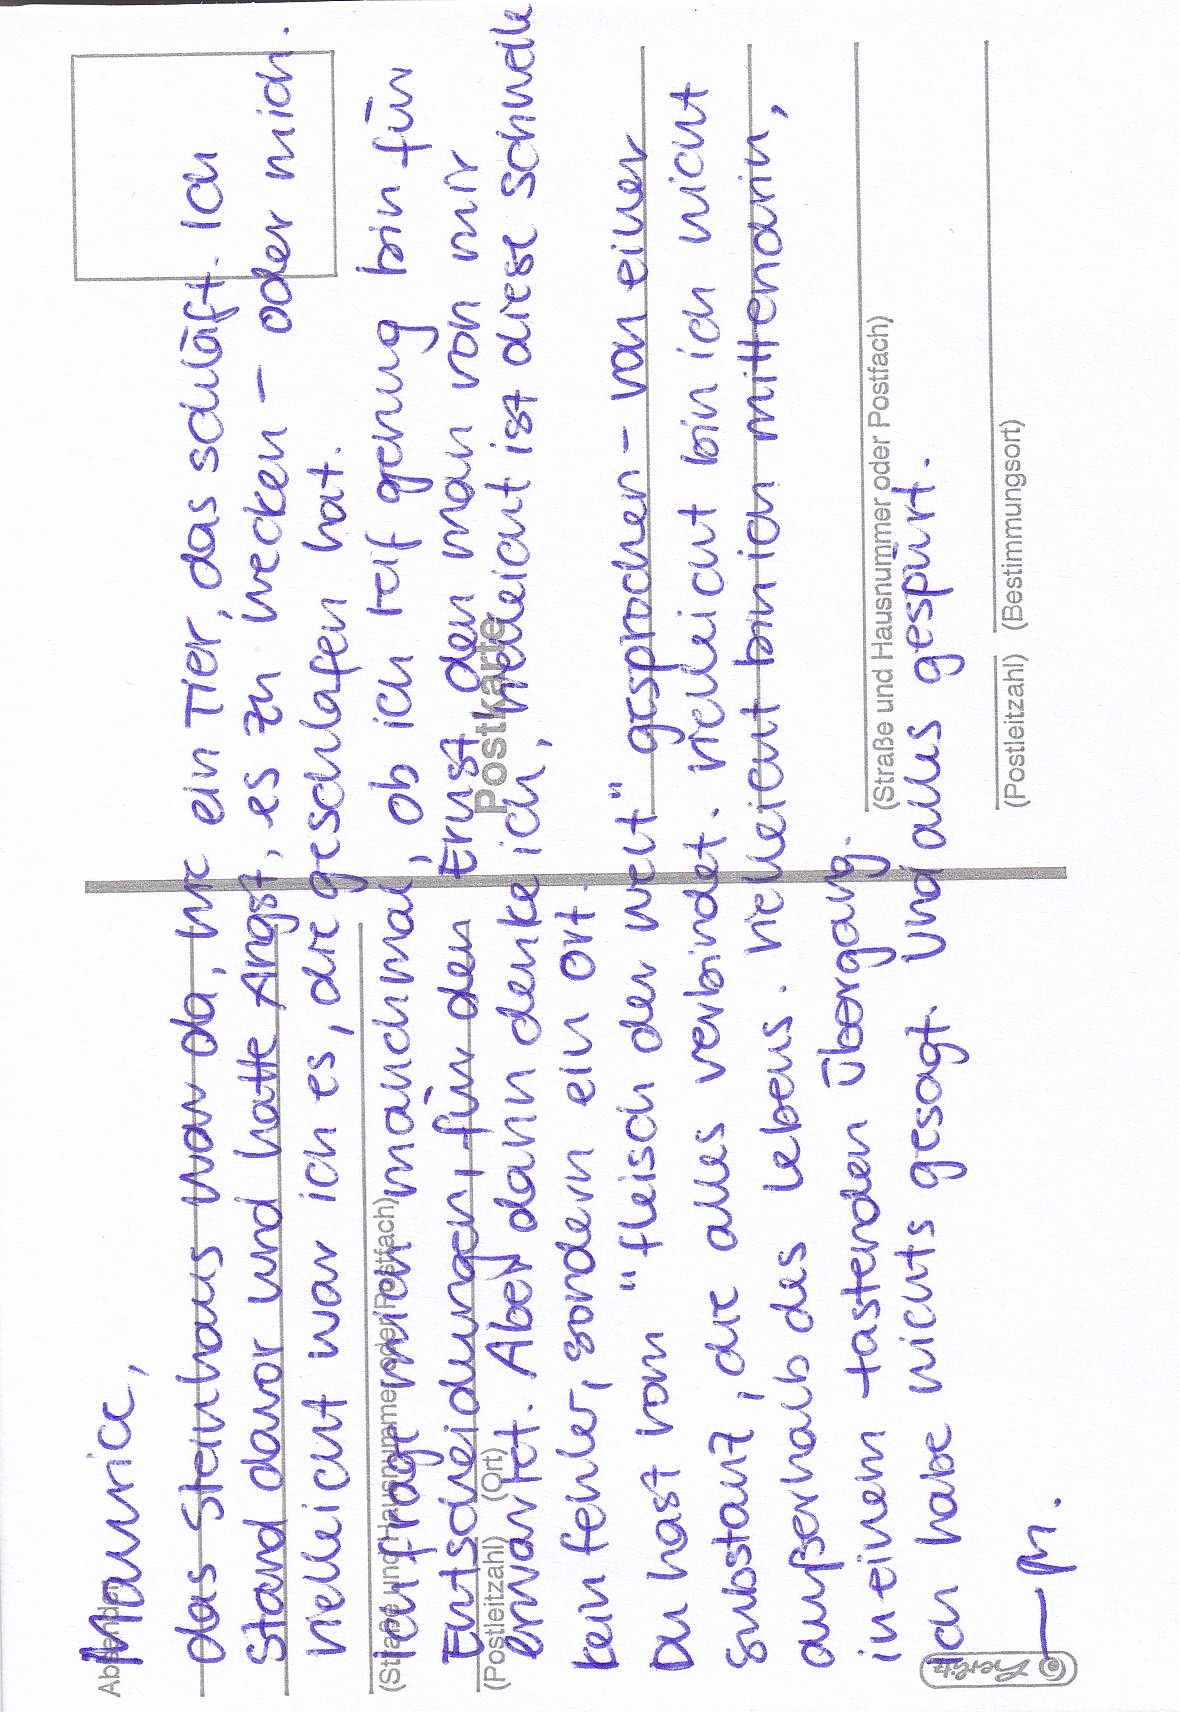 Absender
Maurice,
das Steinhaus war da, wie ein Tier, das schläft. Ich
stand davor und hatte Angst, es zu wecken – oder mich.
Vielleicht war ich es, die geschlafen hat.
(Straße und Hausnummer oder Postfach)
Ich frage mich manchmal, ob ich reif genug bin für
Entscheidungen, für den Ernst, den man von mir
(Postleitzahl) (Ort)
Postkarte
erwartet. Aber dann denke ich, vielleicht ist diese Schwelle
kein Fehler, sondern ein Ort.
Du hast vom "Fleisch der Welt" gesprochen – von einer
Substanz, die alles verbindet. Vielleicht bin ich nicht
außerhalb des Lebens. Vielleicht bin ich mittendrin,
in einem tastenden Übergang.
(Straße und Hausnummer oder Postfach)
Ich habe nichts gesagt. Und alles gespürt.
herlitz
(Postleitzahl) (Bestimmungsort)
— M.